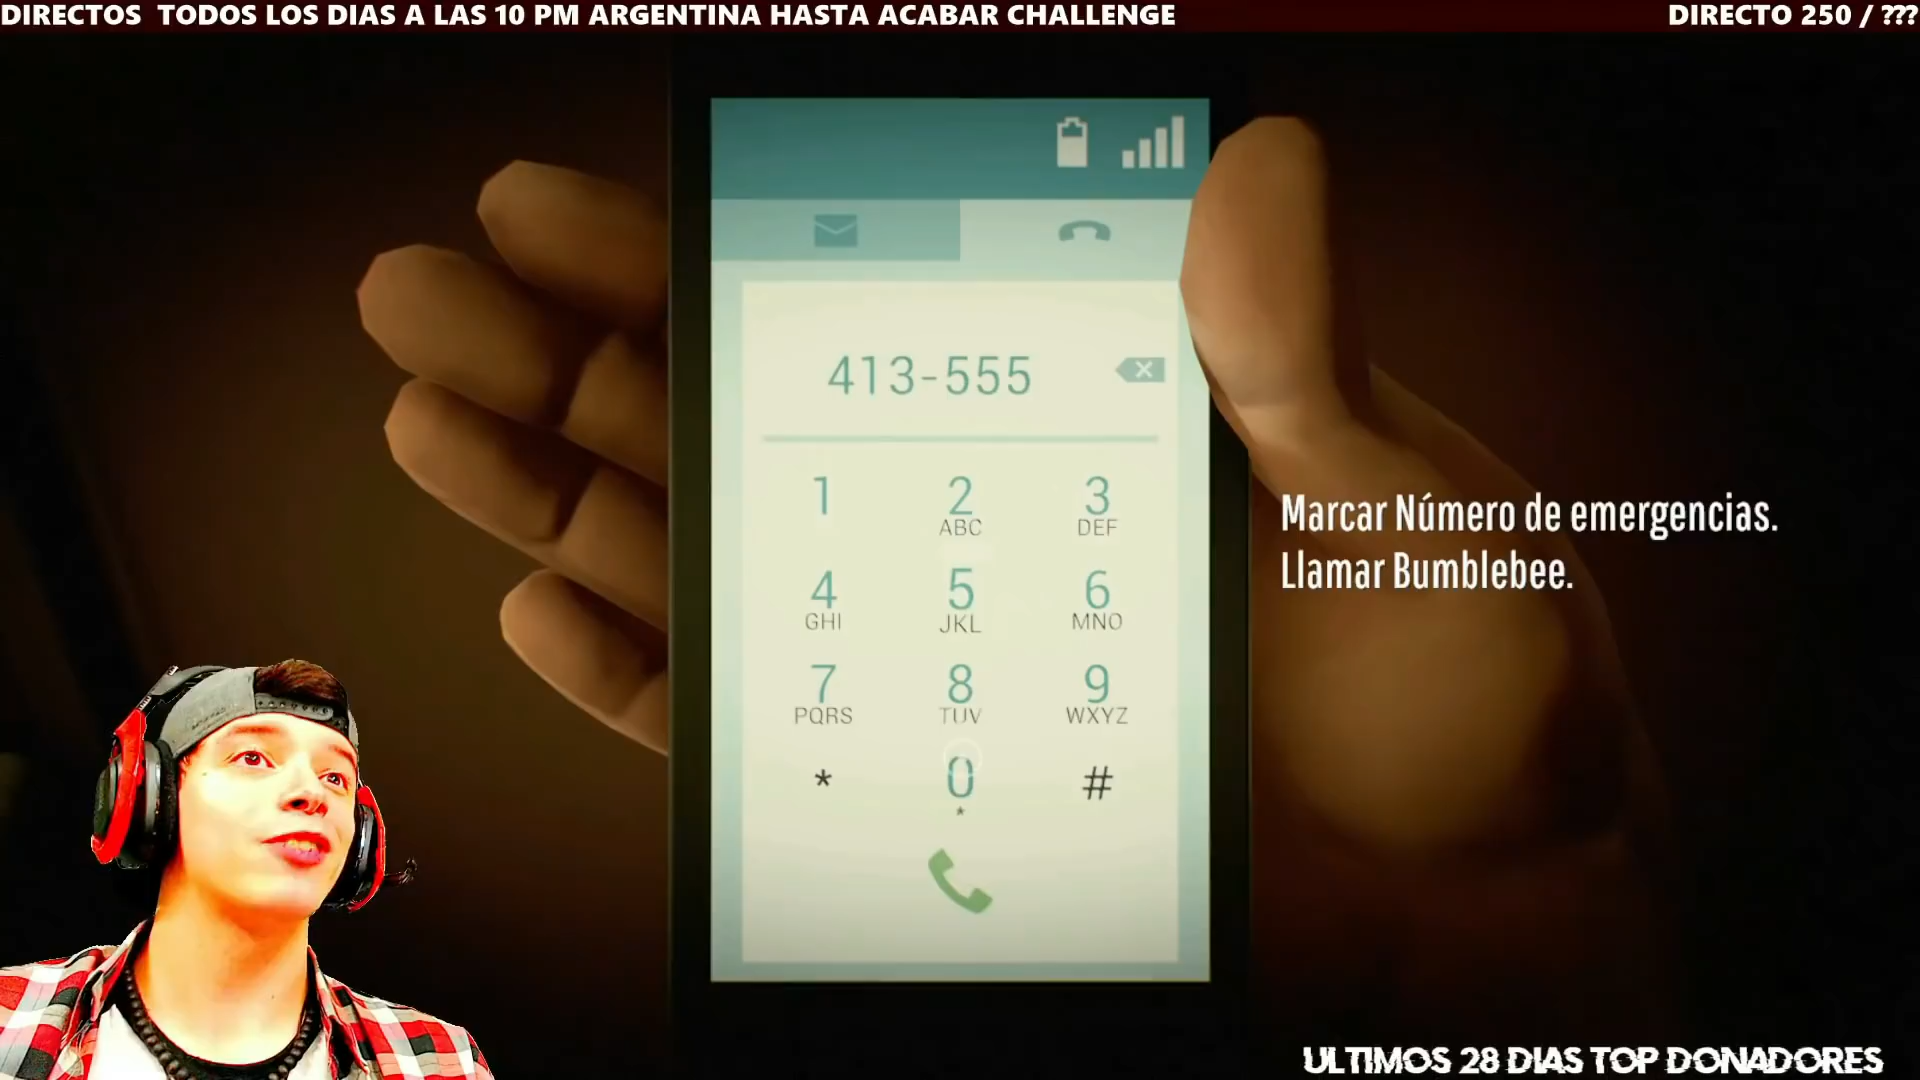 DIRECTOS TODOS LOS DIAS A LAS 10 PM ARGENTINA HASTA ACABAR CHALLENGE
DIRECTO 250 / ???
413-555
1
2
3
ABC
DEF
4
5
6
GHI
JKL
MNO
7
8
9
PQRS
TUV
WXYZ
*
0
#
*
Marcar Número de emergencias.
Llamar Bumblebee.
ULTIMOS 28 DIAS TOP DONADORES